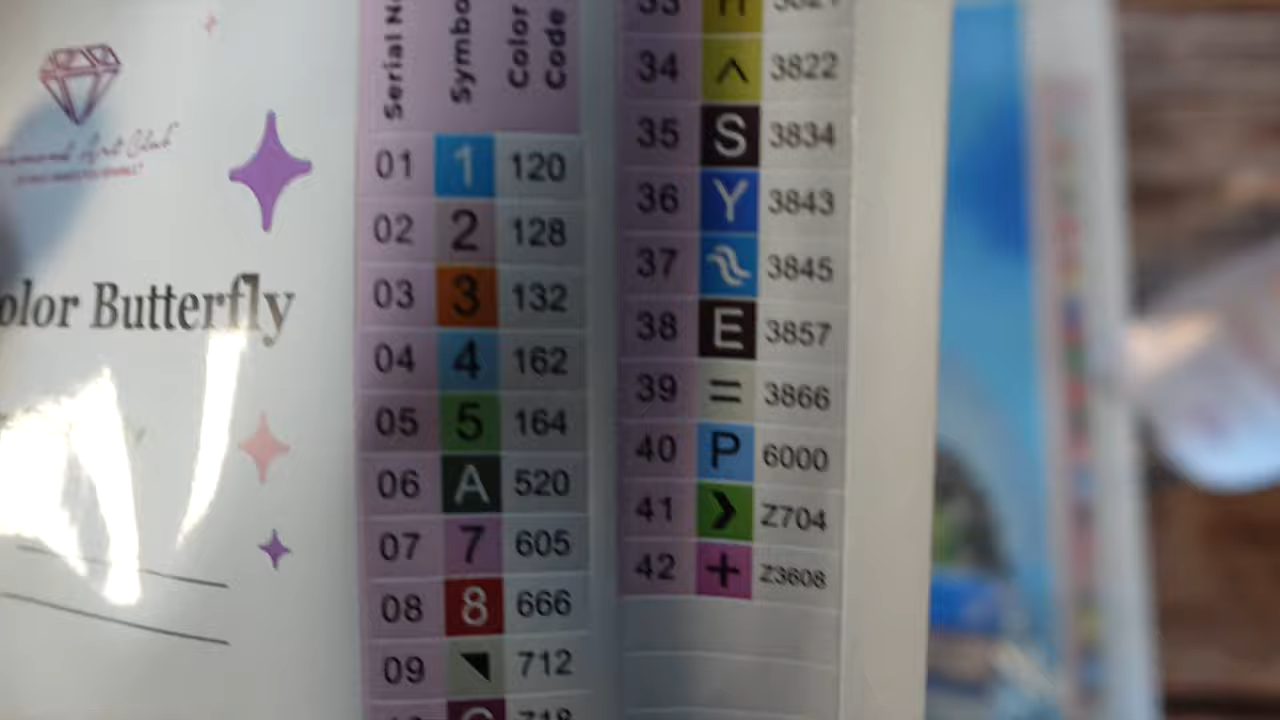 Art Club
olor Butterfly
Serial N
Symbo
Color Code
01 1 120
02 2 128
03 3 132
04 4 162
05 5 164
06 A 520
07 7 605
08 8 666
09 ◥ 712
34 ^ 3822
35 S 3834
36 Y 3843
37 3845
38 E 3857
39 = 3866
40 P 6000
41 ❯ Z704
42 + Z3608